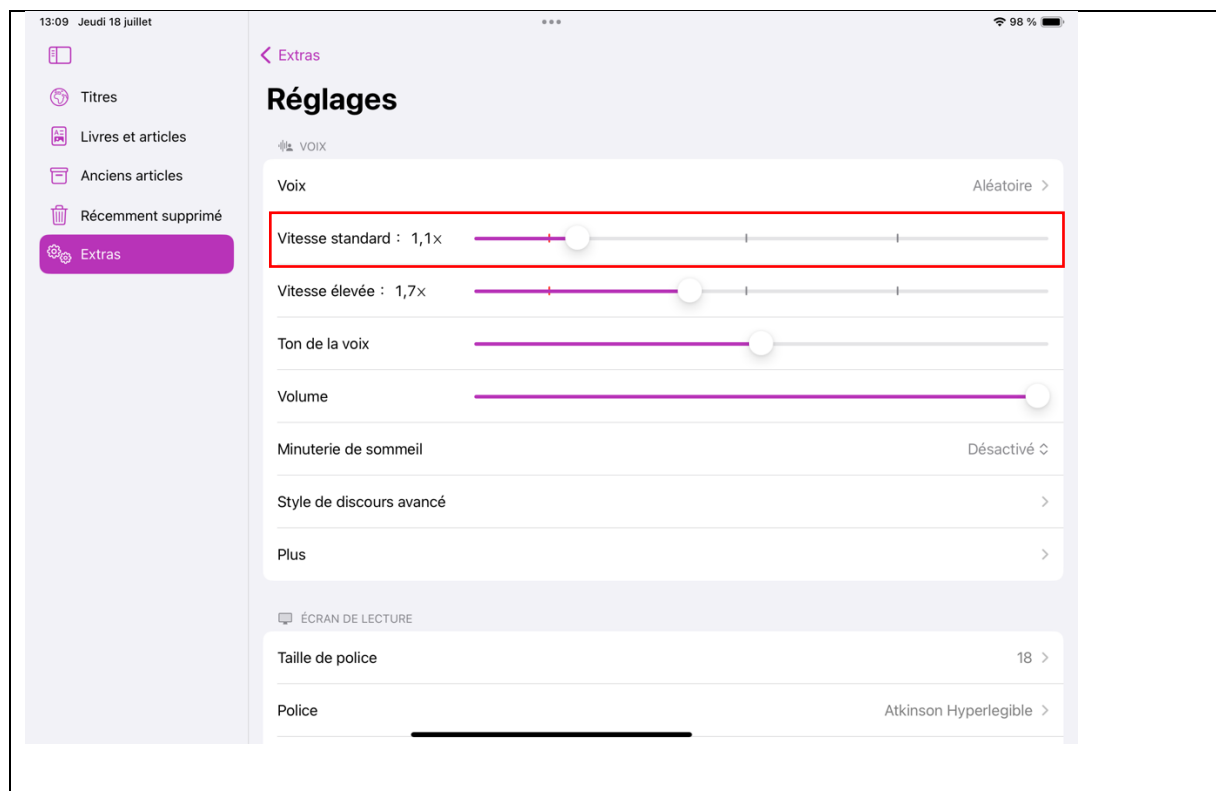 13:09 Jeudi 18 juillet
98 %
Extras
Titres
Livres et articles
Anciens articles
Récemment supprimé
Extras
Réglages
VOIX
Voix Aléatoire
Vitesse standard : 1,1×
Vitesse élevée : 1,7×
Ton de la voix
Volume
Minuterie de sommeil Désactivé
Style de discours avancé
Plus
ÉCRAN DE LECTURE
Taille de police 18
Police Atkinson Hyperlegible